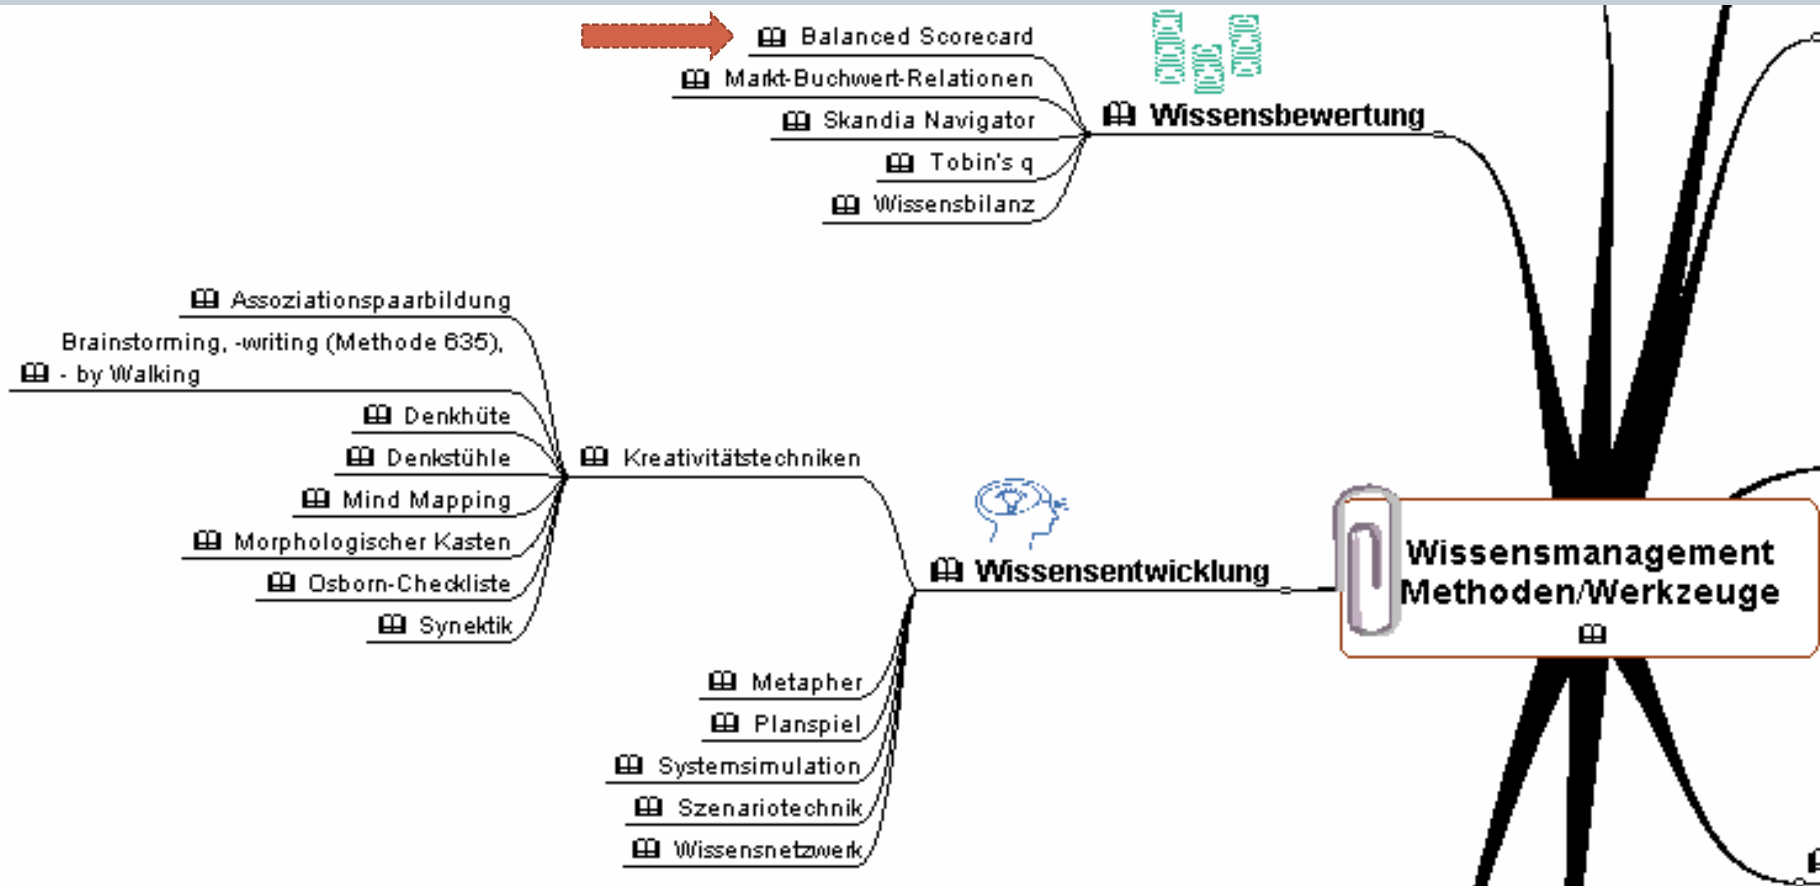 Balanced Scorecard
Markt-Buchwert-Relationen
Skandia Navigator
Tobin's q
Wissensbilanz
Wissensbewertung
Assoziationspaarbildung
Brainstorming, -writing (Methode 635),
- by Walking
Denkhüte
Denkstühle
Mind Mapping
Morphologischer Kasten
Osborn-Checkliste
Synektik
Kreativitätstechniken
Metapher
Planspiel
Systemsimulation
Szenariotechnik
Wissensnetzwerk
Wissensentwicklung
Wissensmanagement
Methoden/Werkzeuge